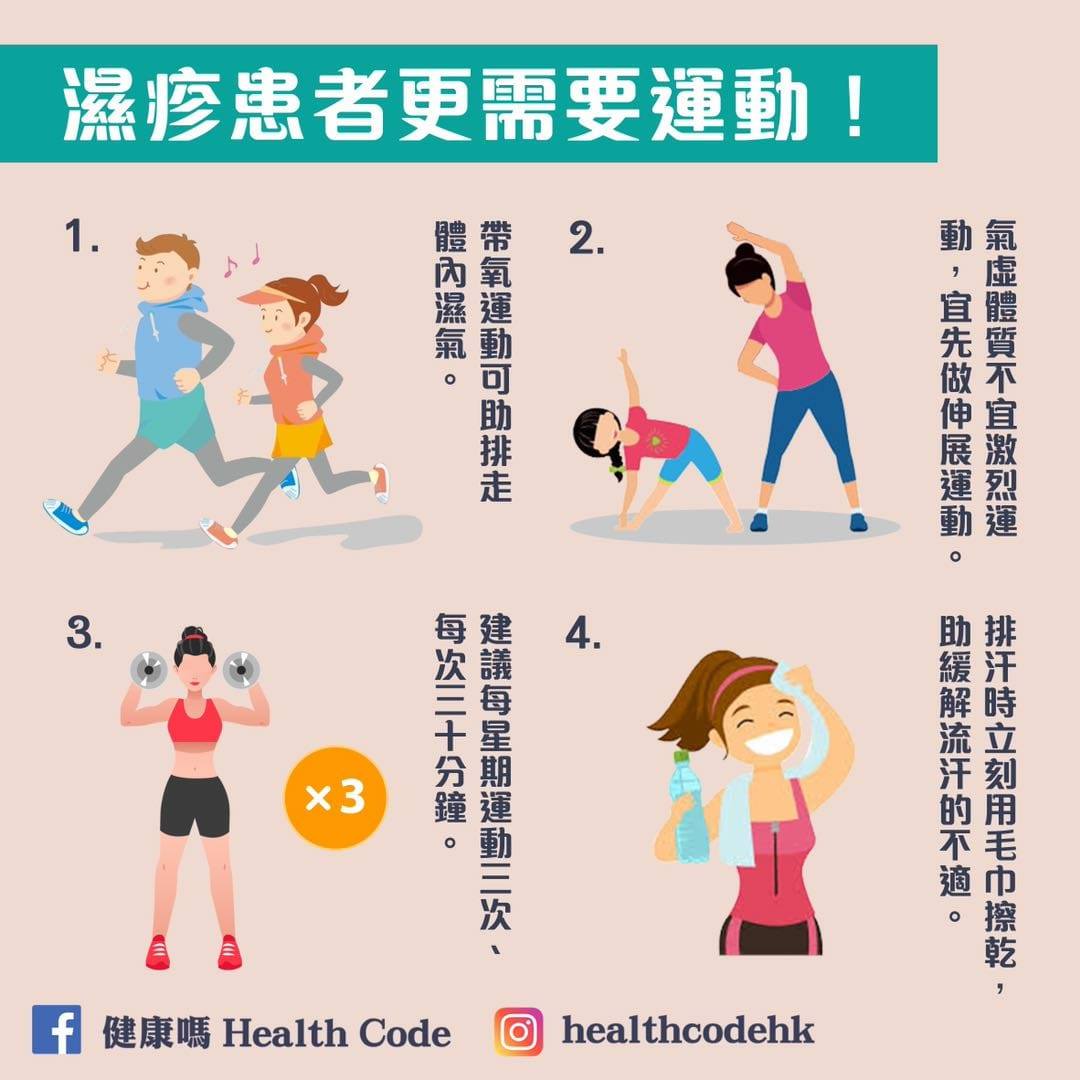 濕疹患者更需要運動！
1.
帶氧運動可助排走
體內濕氣。
2.
氣虛體質不宜激烈運
動，宜先做伸展運動。
3.
建議每星期運動三次、
每次三十分鐘。
×3
4.
排汗時立刻用毛巾擦乾，
助緩解流汗的不適。
健康嗎 Health Code
healthcodehk